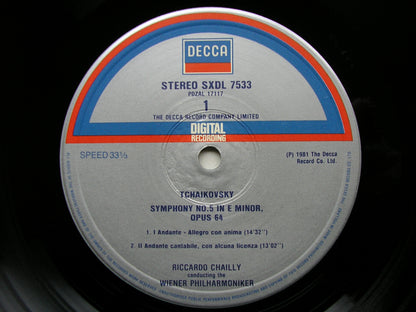 DECCA
STEREO SXDL 7533
PDZAL 17117
1
THE DECCA RECORD COMPANY LIMITED
DIGITAL
RECORDING
SPEED 33⅓
(P) 1981 The Decca
Record Co. Ltd.
TCHAIKOVSKY
SYMPHONY NO.5 IN E MINOR,
OPUS 64
1. I Andante - Allegro con anima (14'32'')
2. II Andante cantabile, con alcuna licenza (13'02'')
RICCARDO CHAILLY
conducting the
WIENER PHILHARMONIKER